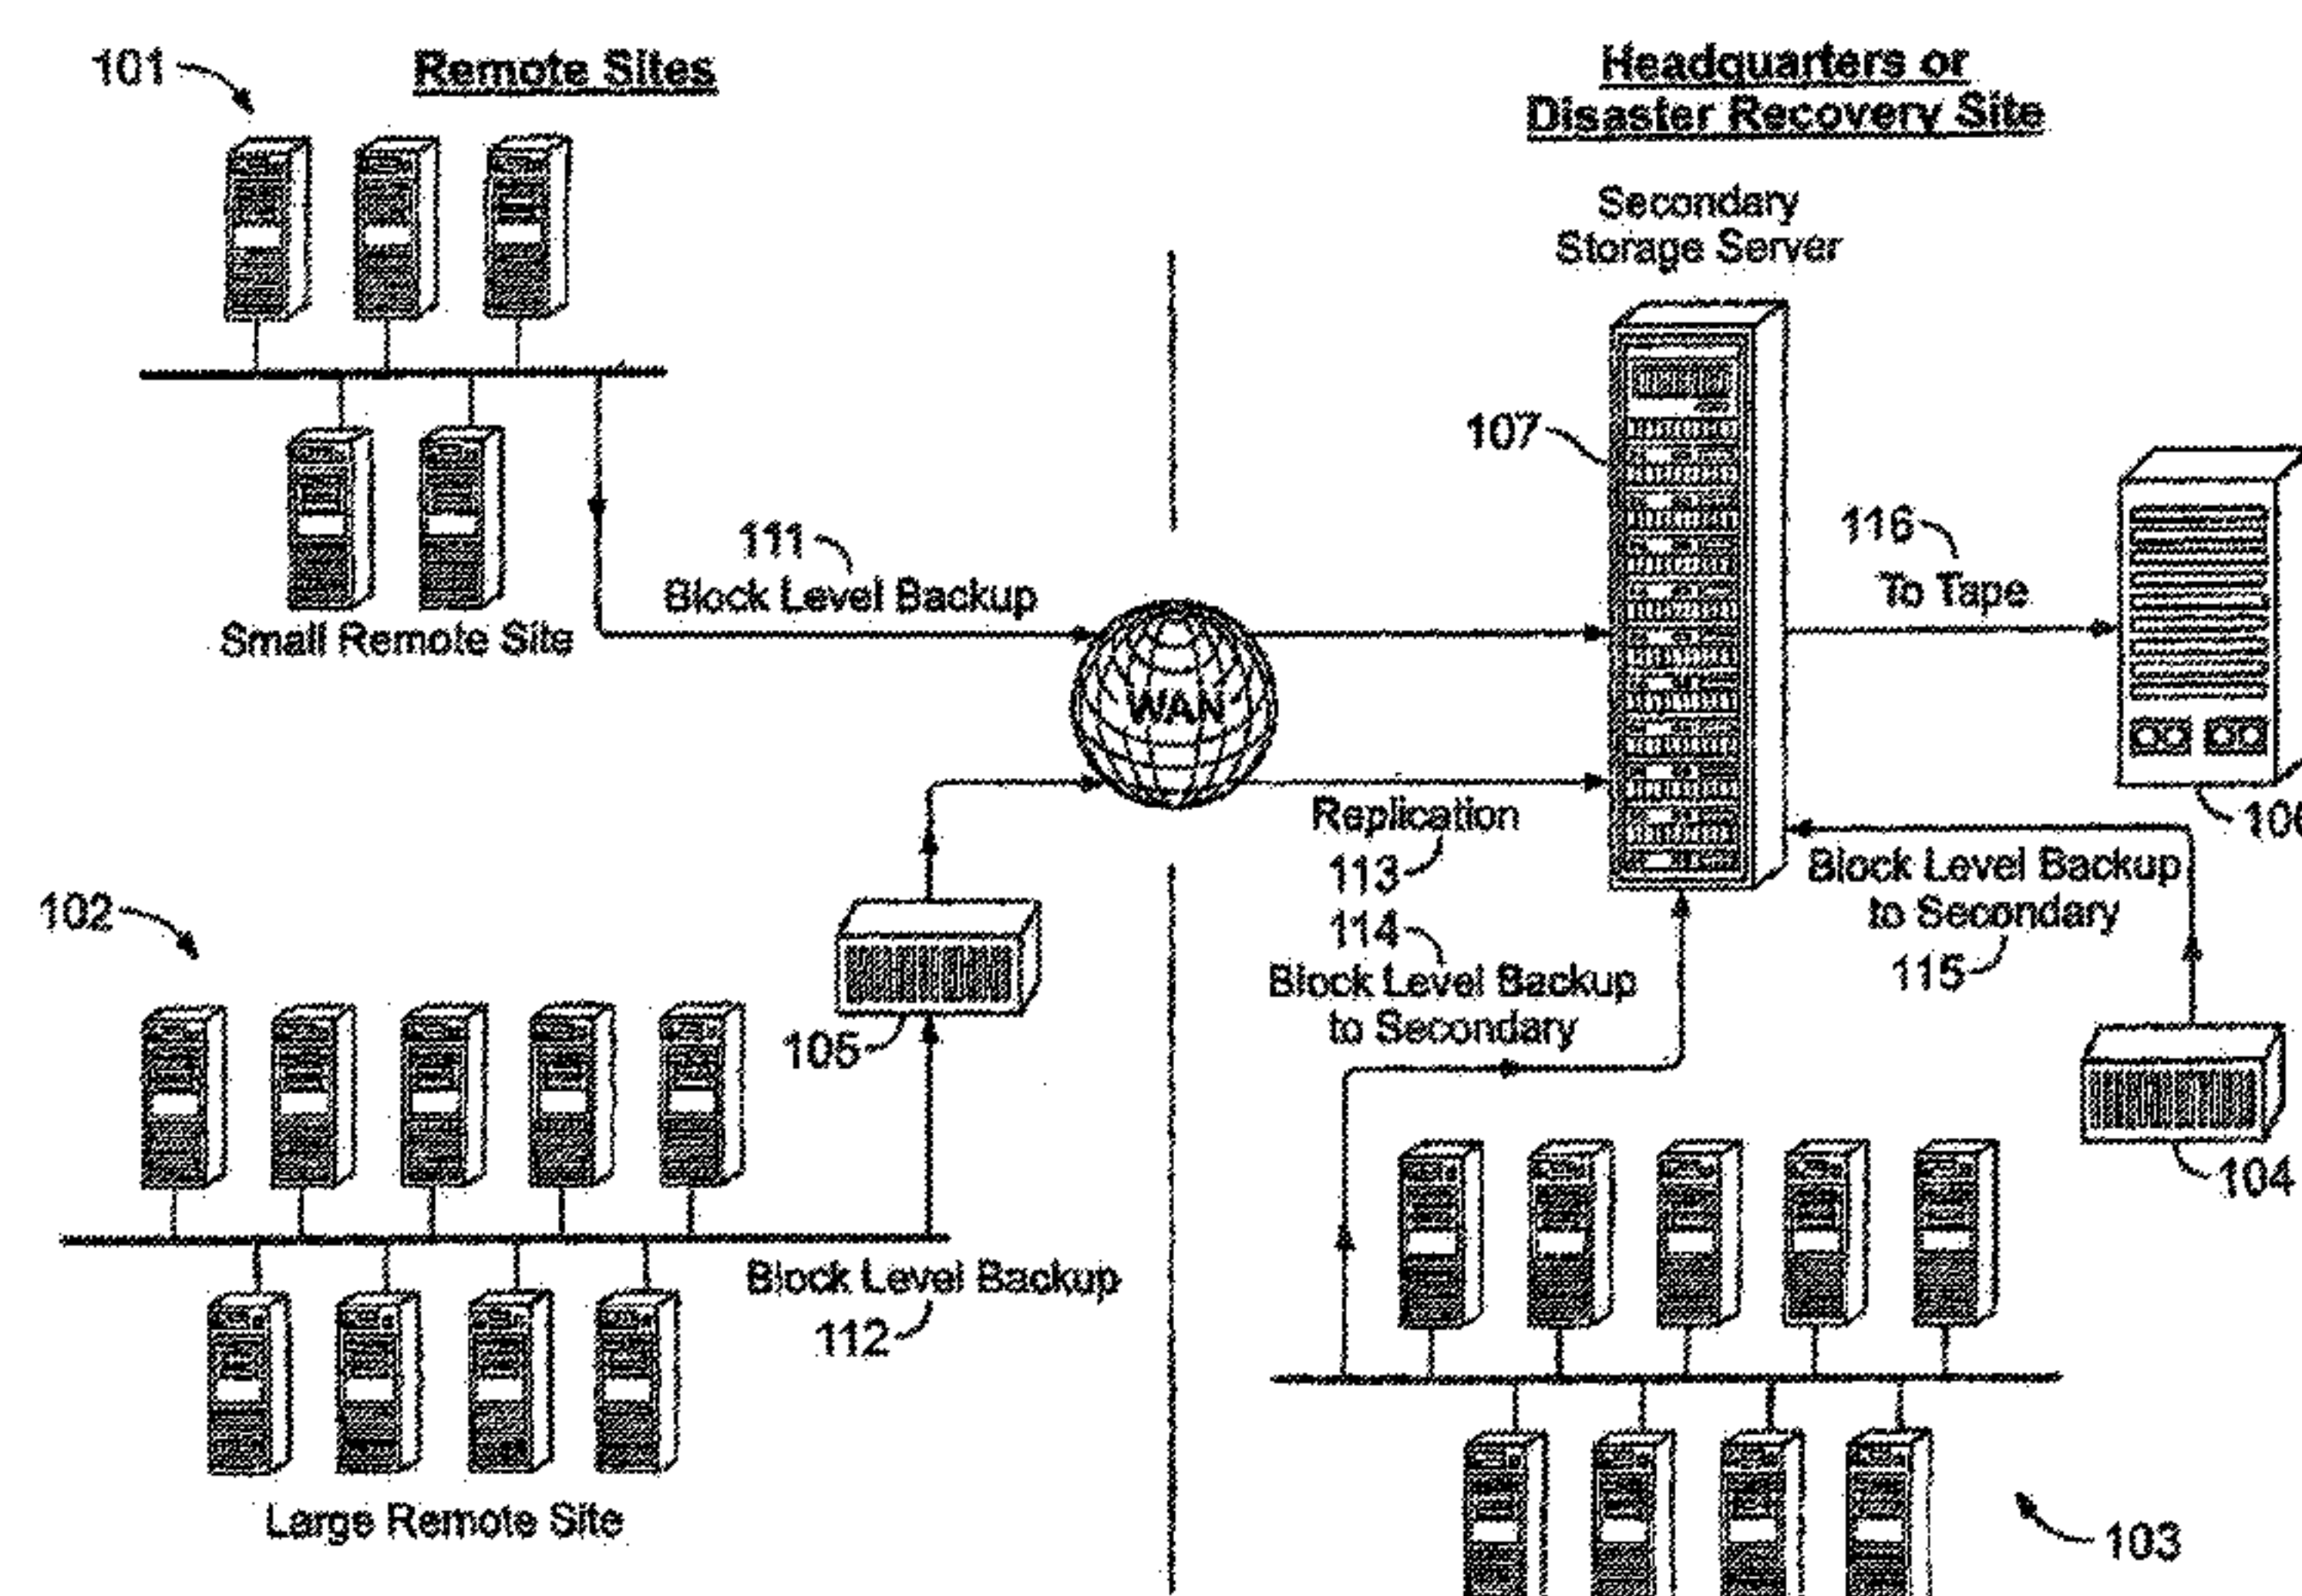 101
Remote Sites
Headquarters or
Disaster Recovery Site
Secondary
Storage Server
107
116
To Tape
111
Block Level Backup
Small Remote Site
WAN
Replication
113
106
Block Level Backup
to Secondary
115
114
Block Level Backup
to Secondary
102
105
104
Block Level Backup
112
Large Remote Site
103